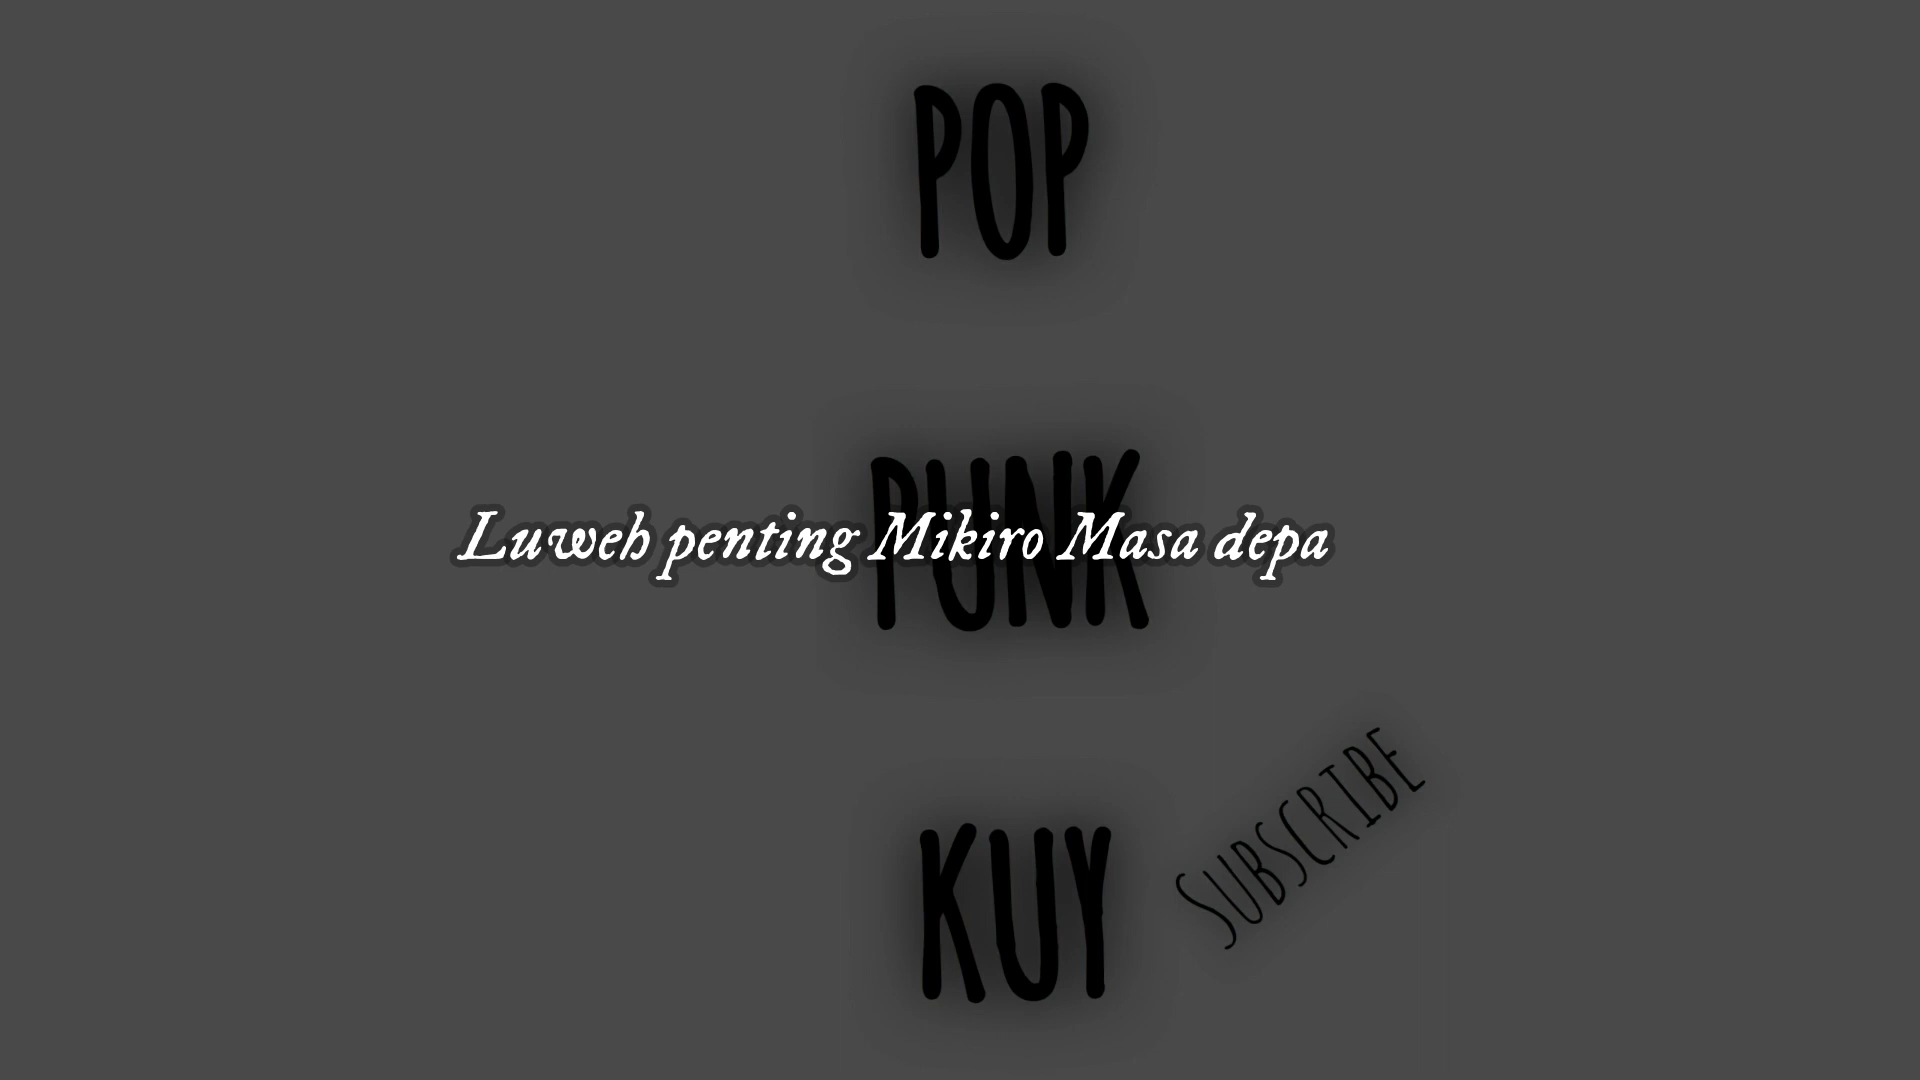 POP
PUNK
Luweh penting Mikiro Masa depa
KUY
SUBSCRIBE